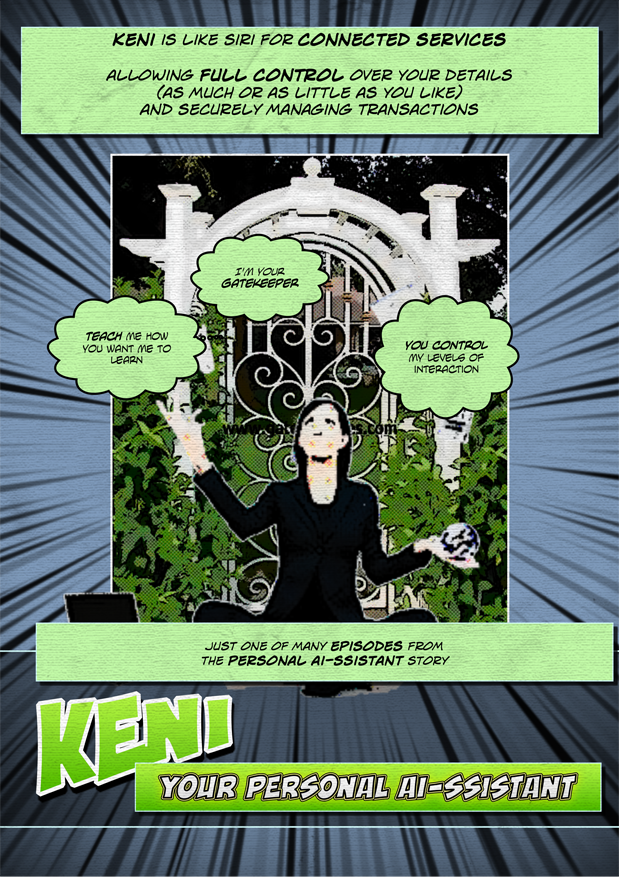 KENI IS LIKE SIRI FOR CONNECTED SERVICES
ALLOWING FULL CONTROL OVER YOUR DETAILS
(AS MUCH OR AS LITTLE AS YOU LIKE)
AND SECURELY MANAGING TRANSACTIONS
I'M YOUR
GATEKEEPER
TEACH ME HOW
YOU WANT ME TO
LEARN
YOU CONTROL
MY LEVELS OF
INTERACTION
JUST ONE OF MANY EPISODES FROM
THE PERSONAL AI-SSISTANT STORY
KENI
YOUR PERSONAL AI-SSISTANT